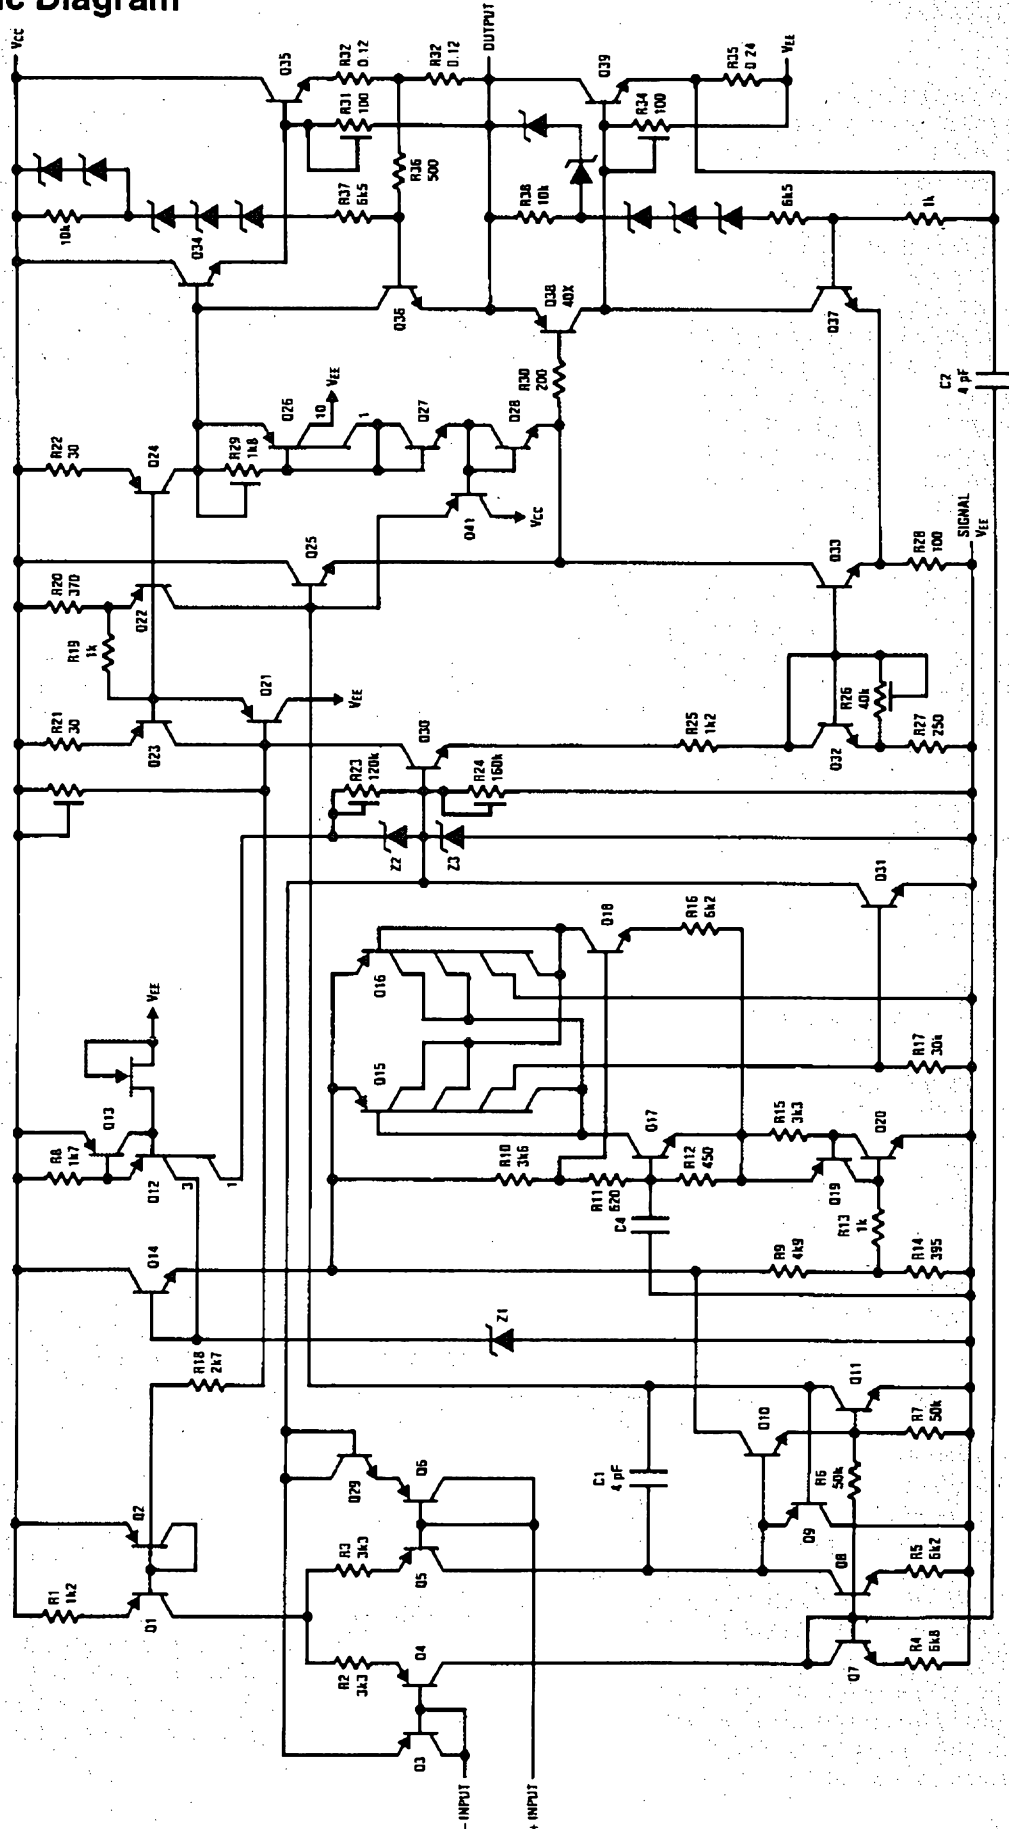 ic Diagram
VCC
Q35
R32
0.12
R32
0.12
OUTPUT
Q39
R35
0 24
VEE
R31
100
R34
100
R36
500
10k
Q34
R37
6k5
R38
10k
6k5
1k
Q36
Q38
40X
Q37
C2
4 pF
R30
200
R22
30
Q24
R29
1k8
Q26
10
VEE
1
Q27
Q28
Q41
VCC
Q25
Q33
R28
100
SIGNAL
VEE
R20
370
Q22
R19
1k
R21
30
Q23
Q21
VEE
Q30
R25
1k2
R26
40k
Q32
R27
250
R23
120k
R24
160k
Z2
Z3
Q31
Q18
R16
6k2
Q16
VEE
Q15
R17
30k
Q13
R8
1k7
Q12
3
1
R10
3k6
R11
620
Q17
R12
450
R15
3k3
Q20
Q19
C4
R13
1k
Q14
R9
4k9
R14
395
Z1
R18
2k7
Q11
Q10
R7
50k
R6
50k
C1
4 pF
Q29
Q6
Q9
Q2
R3
3k3
Q5
Q8
R5
6k2
R1
1k2
Q1
R2
3k3
Q4
Q7
R4
6k8
Q3
- INPUT
+ INPUT